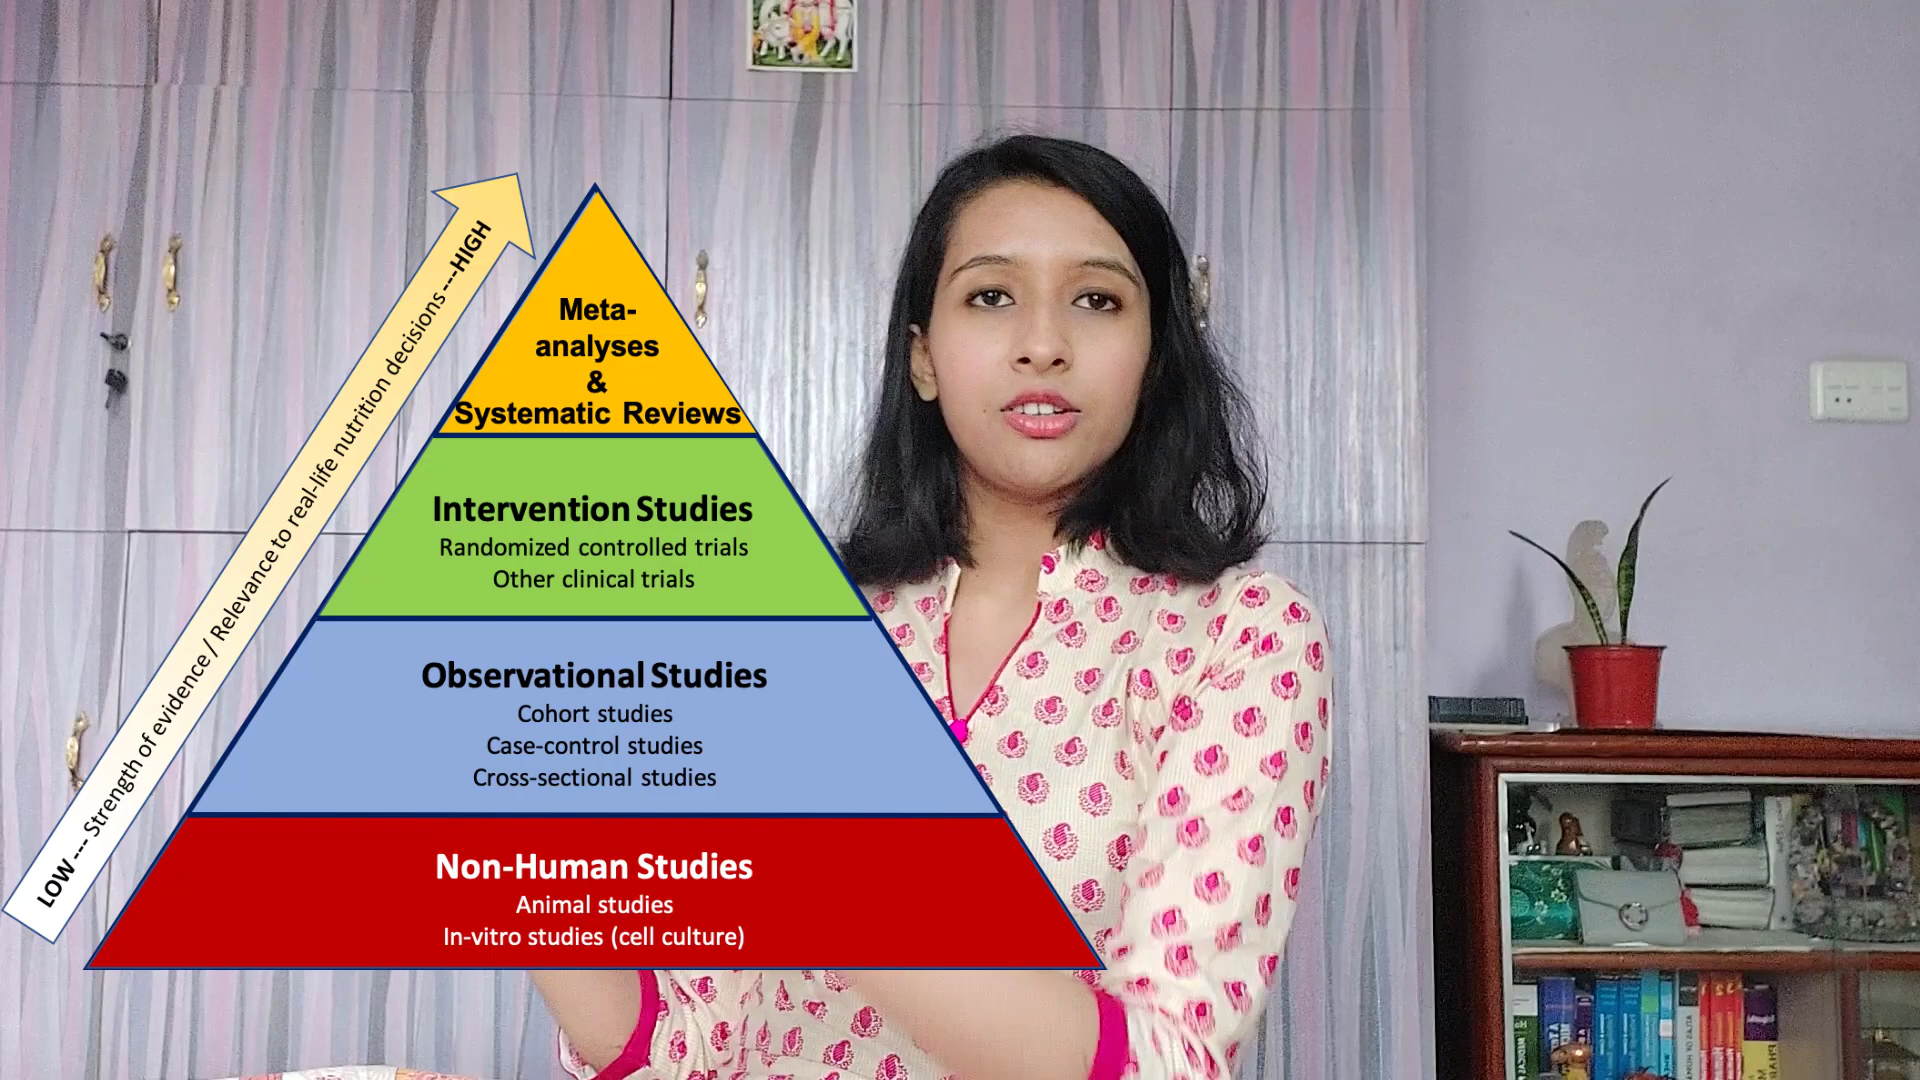 LOW --- Strength of evidence / Relevance to real-life nutrition decisions ---HIGH
Meta-
analyses
&
Systematic Reviews
Intervention Studies
Randomized controlled trials
Other clinical trials
Observational Studies
Cohort studies
Case-control studies
Cross-sectional studies
Non-Human Studies
Animal studies
In-vitro studies (cell culture)